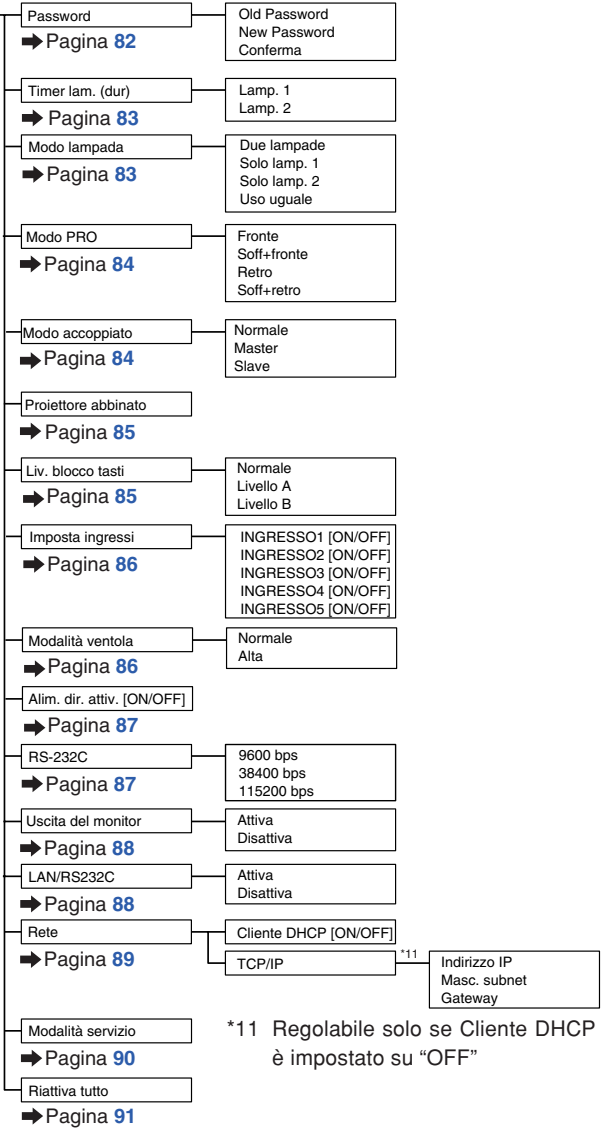 Password
Old Password
New Password
Conferma
Pagina 82
Timer lam. (dur)
Lamp. 1
Lamp. 2
Pagina 83
Modo lampada
Due lampade
Solo lamp. 1
Solo lamp. 2
Uso uguale
Pagina 83
Modo PRO
Fronte
Soff+fronte
Retro
Soff+retro
Pagina 84
Modo accoppiato
Normale
Master
Slave
Pagina 84
Proiettore abbinato
Pagina 85
Liv. blocco tasti
Normale
Livello A
Livello B
Pagina 85
Imposta ingressi
INGRESSO1 [ON/OFF]
INGRESSO2 [ON/OFF]
INGRESSO3 [ON/OFF]
INGRESSO4 [ON/OFF]
INGRESSO5 [ON/OFF]
Pagina 86
Modalità ventola
Normale
Alta
Pagina 86
Alim. dir. attiv. [ON/OFF]
Pagina 87
RS-232C
9600 bps
38400 bps
115200 bps
Pagina 87
Uscita del monitor
Attiva
Disattiva
Pagina 88
LAN/RS232C
Attiva
Disattiva
Pagina 88
Rete
Cliente DHCP [ON/OFF]
Pagina 89
TCP/IP
*11
Indirizzo IP
Masc. subnet
Gateway
Modalità servizio
Pagina 90
*11 Regolabile solo se Cliente DHCP
è impostato su “OFF”
Riattiva tutto
Pagina 91